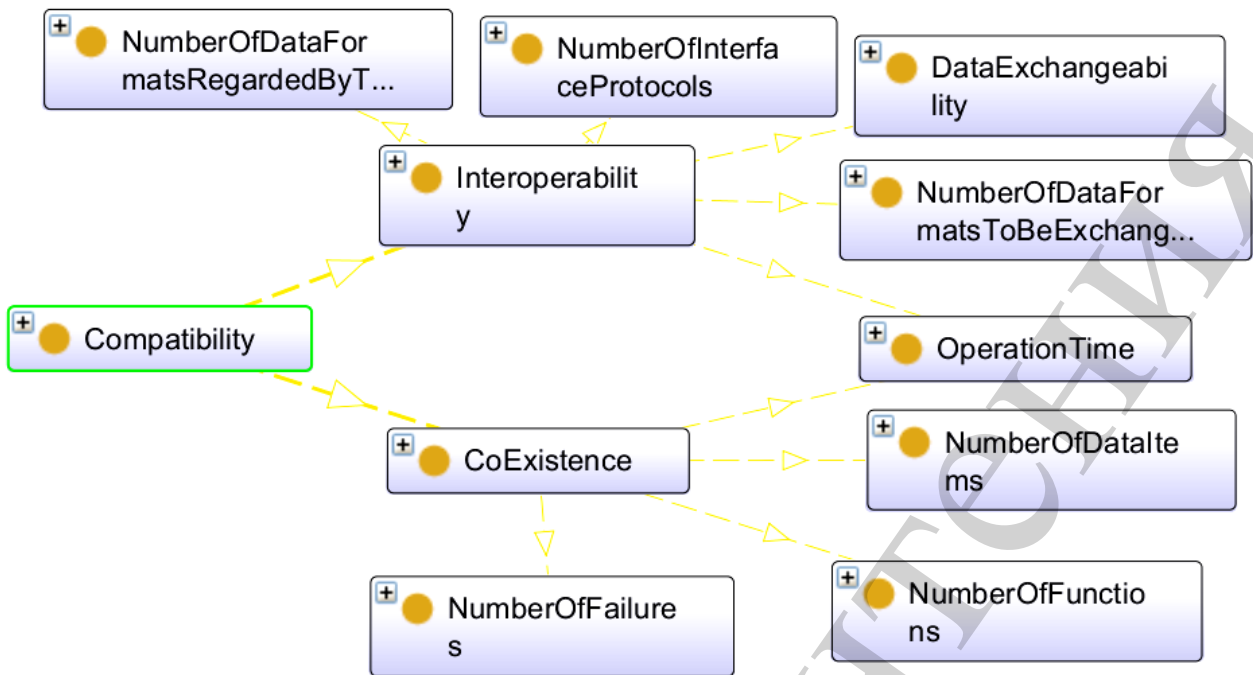 NumberOfDataFor
matsRegardedByT...
NumberOfInterfa
ceProtocols
DataExchangeabi
lity
Interoperabilit
y
NumberOfDataFor
matsToBeExchang...
Compatibility
OperationTime
CoExistence
NumberOfDataIte
ms
NumberOfFailure
s
NumberOfFunctio
ns